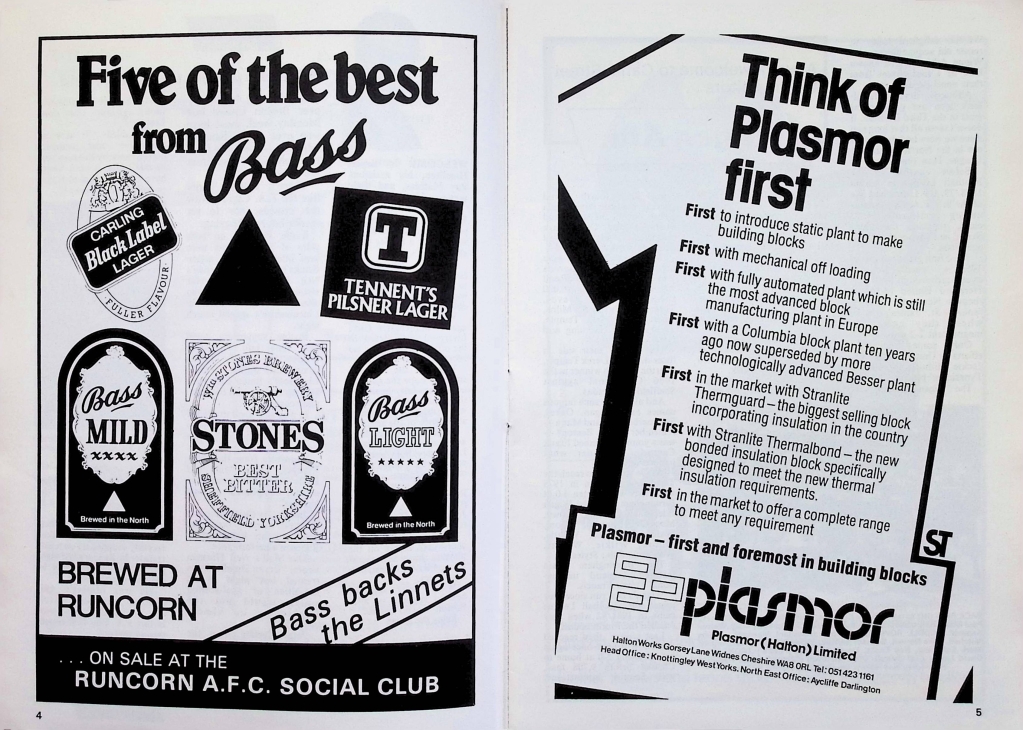 Five of the best
from Bass
CARLING
Black Label
LAGER
FULLER FLAVOUR
T
TENNENT'S
PILSNER LAGER
Bass
MILD
xxxx
Brewed in the North
WM STONES BREWERY
STONES
BEST
BITTER
SHEFFIELD YORKSHIRE
Bass
LIGHT
★★★★★
Brewed in the North
BREWED AT
RUNCORN
Bass backs
the Linnets
... ON SALE AT THE
RUNCORN A.F.C. SOCIAL CLUB
4
Think of
Plasmor
first
First to introduce static plant to make
building blocks
First with mechanical off loading
First with fully automated plant which is still
the most advanced block
manufacturing plant in Europe
First with a Columbia block plant ten years
ago now superseded by more
technologically advanced Besser plant
First in the market with Stranlite
Thermguard – the biggest selling block
incorporating insulation in the country
First with Stranlite Thermalbond – the new
bonded insulation block specifically
designed to meet the new thermal
insulation requirements.
First in the market to offer a complete range
to meet any requirement
ST
Plasmor – first and foremost in building blocks
plasmor
Plasmor (Halton) Limited
Halton Works Gorsey Lane Widnes Cheshire WA8 0RL Tel: 051 423 1161
Head Office: Knottingley West Yorks. North East Office: Aycliffe Darlington
5